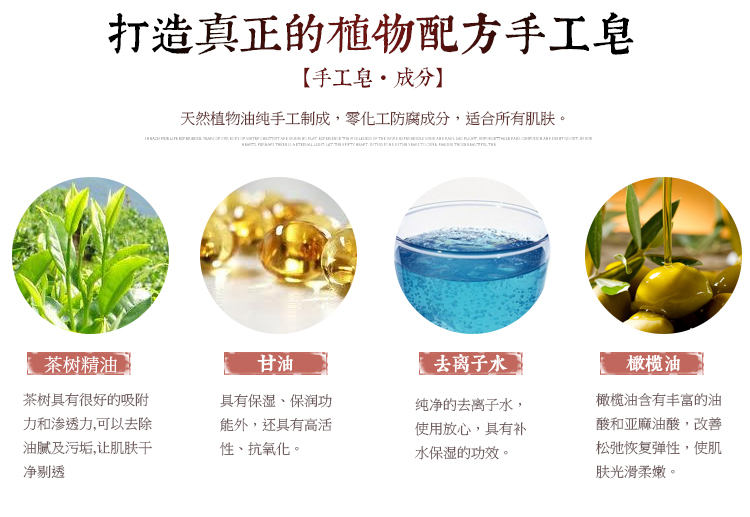 打造真正的植物配方手工皂
【手工皂·成分】
天然植物油纯手工制成，零化工防腐成分，适合所有肌肤。
茶树精油
甘油
去离子水
橄榄油
茶树具有很好的吸附
力和渗透力,可以去除
油腻及污垢,让肌肤干
净剔透
具有保湿、保润功
能外，还具有高活
性、抗氧化。
纯净的去离子水，
使用放心，具有补
水保湿的功效。
橄榄油含有丰富的油
酸和亚麻油酸，改善
松弛恢复弹性，使肌
肤光滑柔嫩。